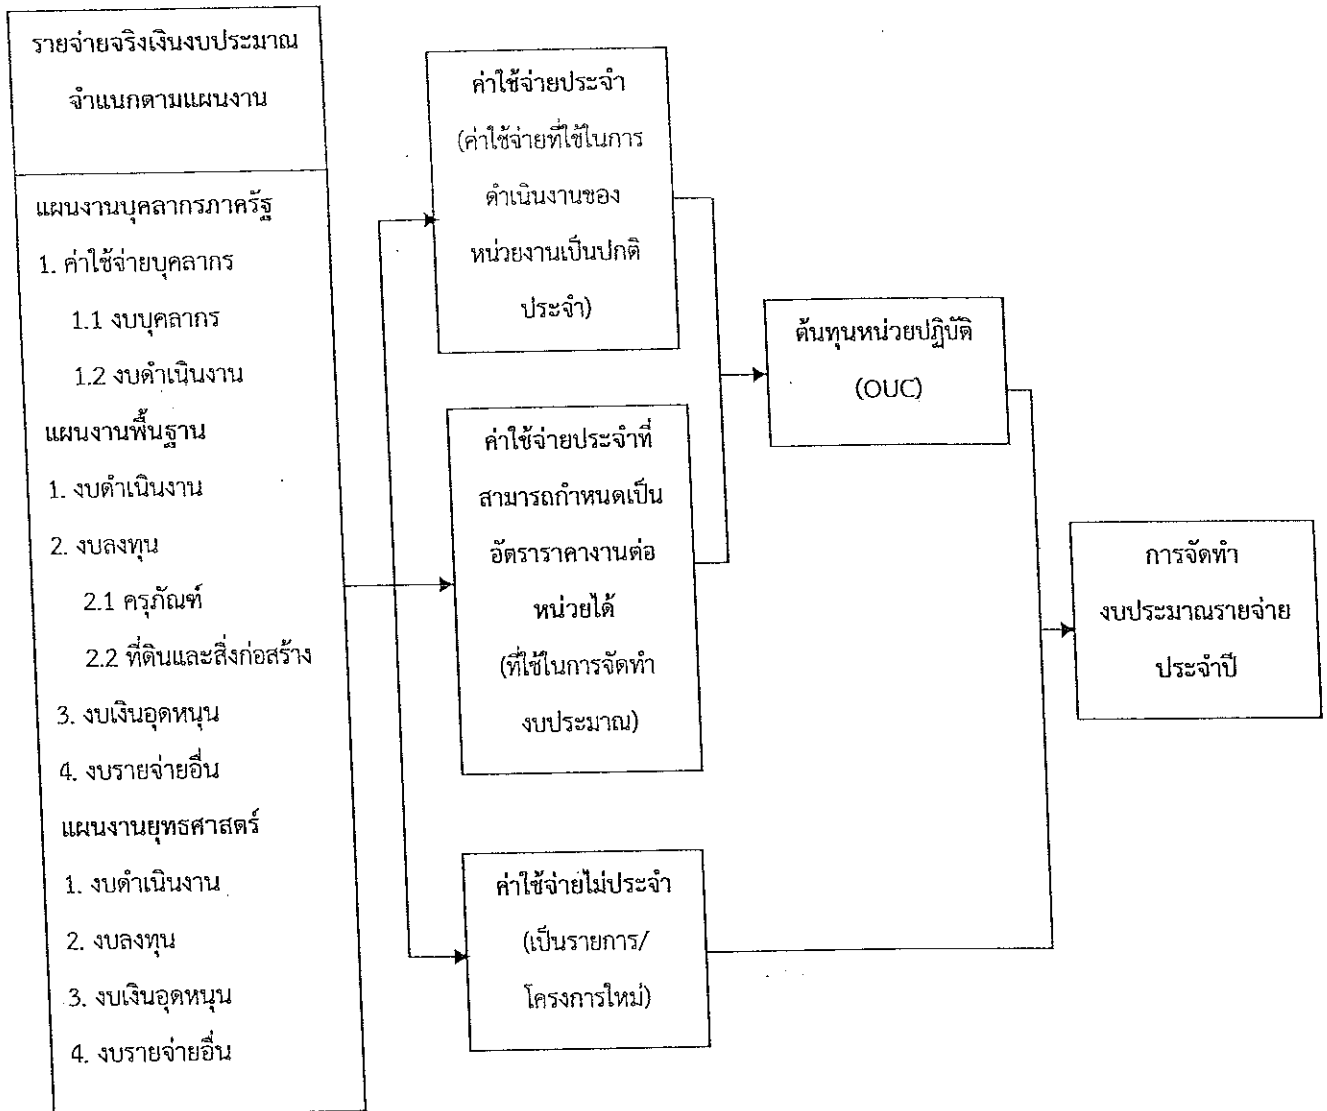 รายจ่ายจริงเงินงบประมาณ
จำแนกตามแผนงาน
แผนงานบุคลากรภาครัฐ
1. ค่าใช้จ่ายบุคลากร
1.1 งบบุคลากร
1.2 งบดำเนินงาน
แผนงานพื้นฐาน
1. งบดำเนินงาน
2. งบลงทุน
2.1 ครุภัณฑ์
2.2 ที่ดินและสิ่งก่อสร้าง
3. งบเงินอุดหนุน
4. งบรายจ่ายอื่น
แผนงานยุทธศาสตร์
1. งบดำเนินงาน
2. งบลงทุน
3. งบเงินอุดหนุน
4. งบรายจ่ายอื่น
ค่าใช้จ่ายประจำ
(ค่าใช้จ่ายที่ใช้ในการ
ดำเนินงานของ
หน่วยงานเป็นปกติ
ประจำ)
ค่าใช้จ่ายประจำที่
สามารถกำหนดเป็น
อัตราราคางานต่อ
หน่วยได้
(ที่ใช้ในการจัดทำ
งบประมาณ)
ค่าใช้จ่ายไม่ประจำ
(เป็นรายการ/
โครงการใหม่)
ต้นทุนหน่วยปฏิบัติ
(OUC)
การจัดทำ
งบประมาณรายจ่าย
ประจำปี